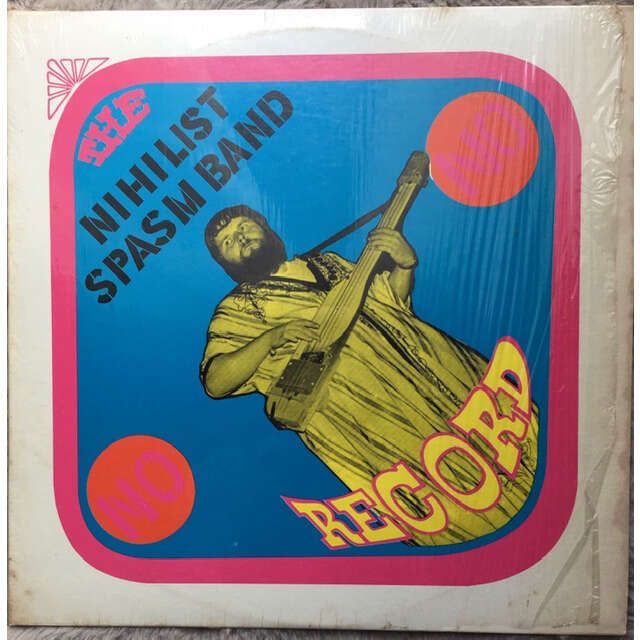 THE
NIHILIST
SPASM BAND
NO
NO
RECORD